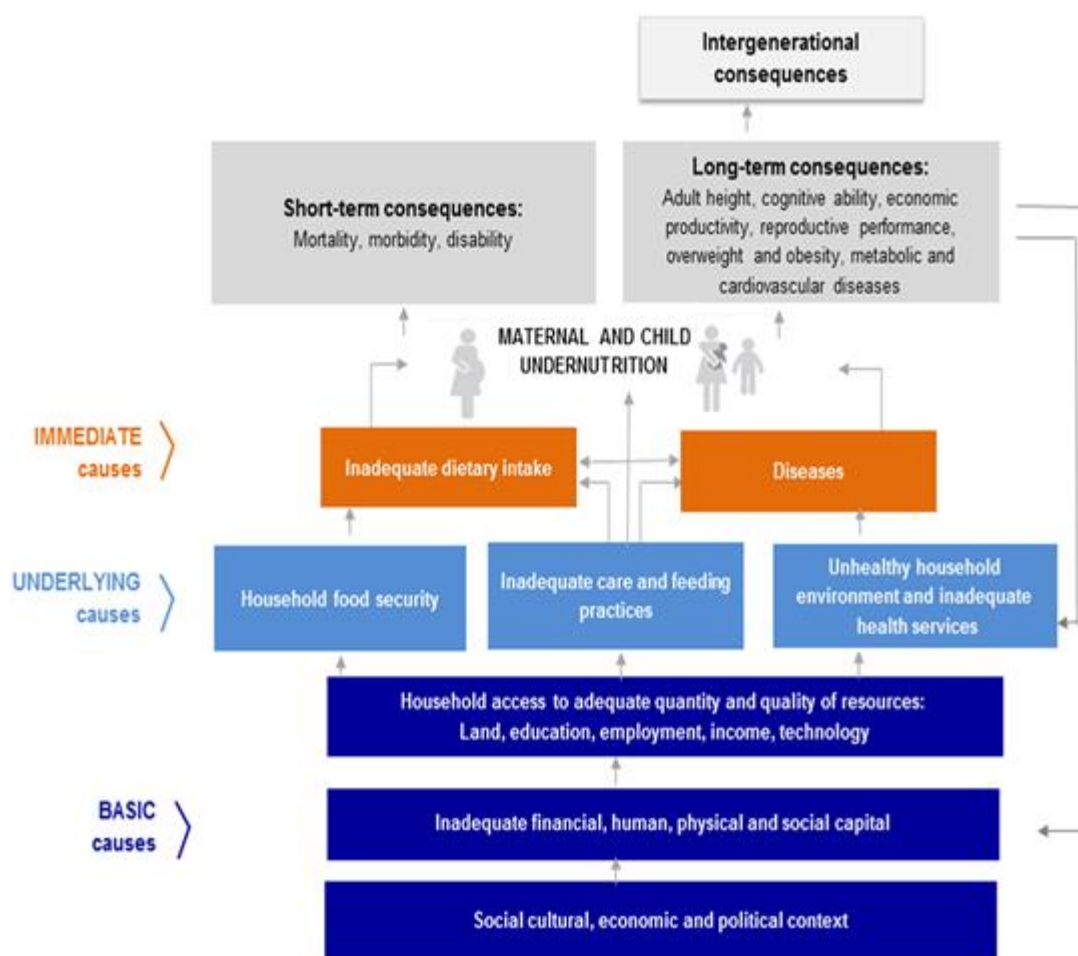 Intergenerational
consequences
Short-term consequences:
Mortality, morbidity, disability
Long-term consequences:
Adult height, cognitive ability, economic
productivity, reproductive performance,
overweight and obesity, metabolic and
cardiovascular diseases
MATERNAL AND CHILD
UNDERNUTRITION
IMMEDIATE
causes
Inadequate dietary intake
Diseases
UNDERLYING
causes
Household food security
Inadequate care and feeding
practices
Unhealthy household
environment and inadequate
health services
Household access to adequate quantity and quality of resources:
Land, education, employment, income, technology
BASIC
causes
Inadequate financial, human, physical and social capital
Social cultural, economic and political context